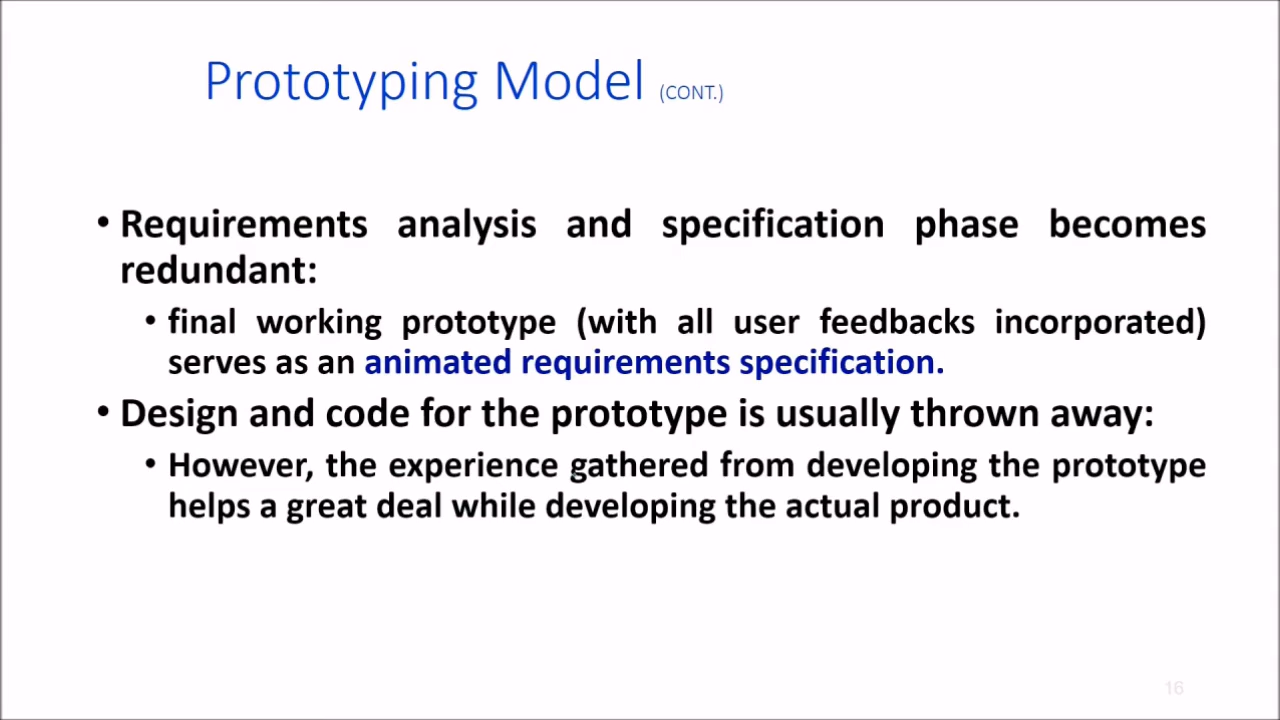 Prototyping Model (CONT.)
• Requirements analysis and specification phase becomes
redundant:
• final working prototype (with all user feedbacks incorporated)
serves as an animated requirements specification.
• Design and code for the prototype is usually thrown away:
• However, the experience gathered from developing the prototype
helps a great deal while developing the actual product.
16